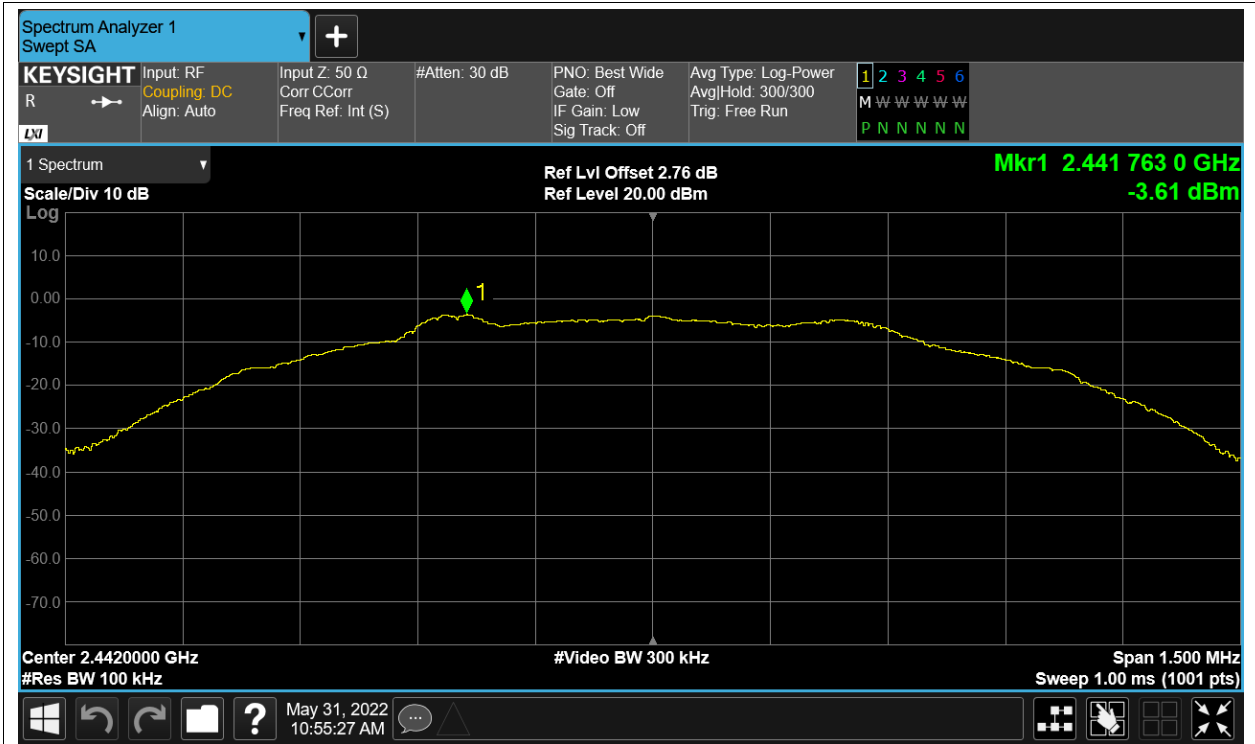 Spectrum Analyzer 1
Swept SA
KEYSIGHT
R
LXI
Input: RF
Coupling: DC
Align: Auto
Input Z: 50 Ω
Corr CCorr
Freq Ref: Int (S)
#Atten: 30 dB
PNO: Best Wide
Gate: Off
IF Gain: Low
Sig Track: Off
Avg Type: Log-Power
Avg|Hold: 300/300
Trig: Free Run
1 2 3 4 5 6
M W W W W W
P N N N N N
1 Spectrum
Scale/Div 10 dB
Ref Lvl Offset 2.76 dB
Ref Level 20.00 dBm
Mkr1 2.441 763 0 GHz
-3.61 dBm
Log
10.0
0.00
-10.0
-20.0
-30.0
-40.0
-50.0
-60.0
-70.0
1
Center 2.4420000 GHz
#Res BW 100 kHz
#Video BW 300 kHz
Span 1.500 MHz
Sweep 1.00 ms (1001 pts)
?
May 31, 2022
10:55:27 AM